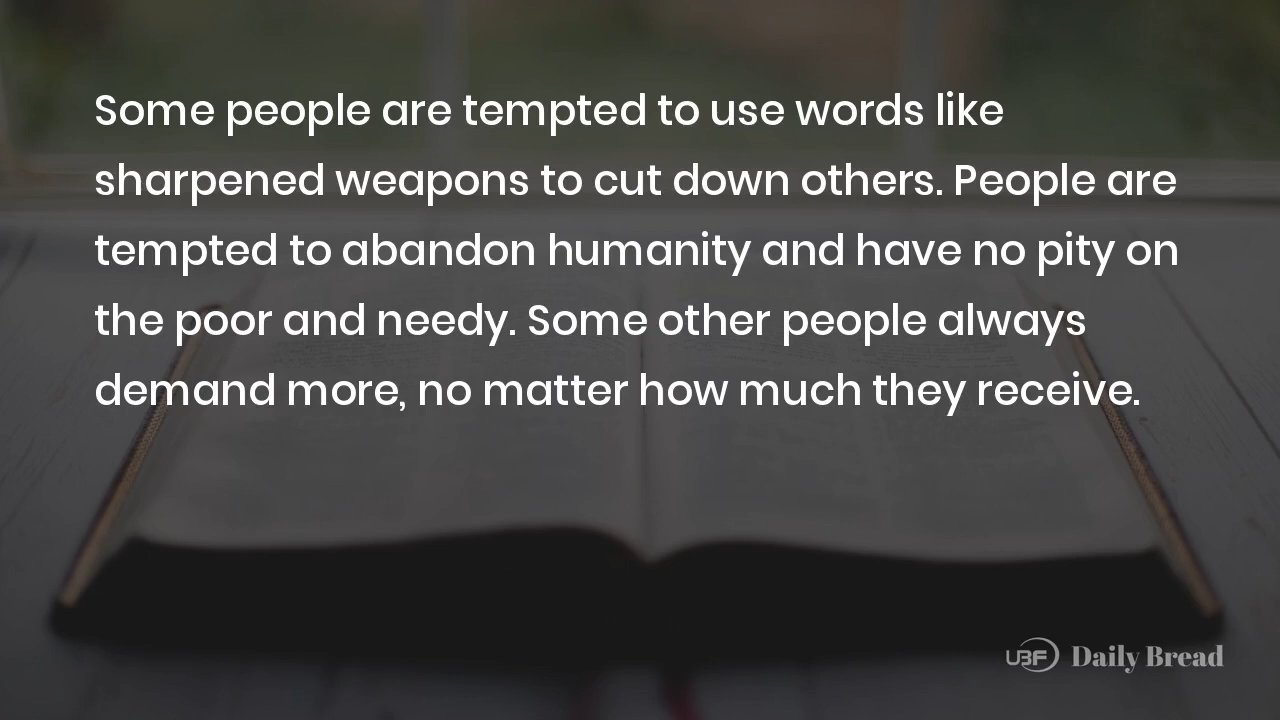 Some people are tempted to use words like
sharpened weapons to cut down others. People are
tempted to abandon humanity and have no pity on
the poor and needy. Some other people always
demand more, no matter how much they receive.
UBF Daily Bread